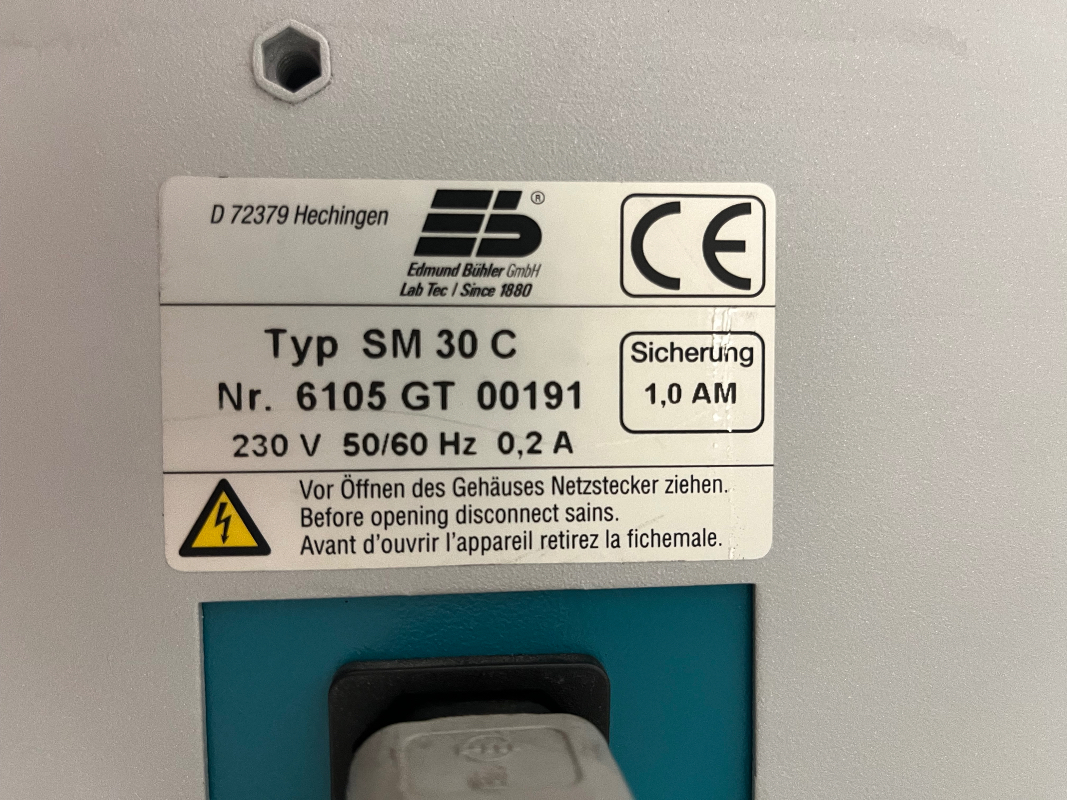 D 72379 Hechingen
EB®
Edmund Bühler GmbH
Lab Tec / Since 1880
CE
Typ SM 30 C
Nr. 6105 GT 00191
230 V 50/60 Hz 0,2 A
Sicherung
1,0 AM
Vor Öffnen des Gehäuses Netzstecker ziehen.
Before opening disconnect sains.
Avant d'ouvrir l'appareil retirez la fichemale.